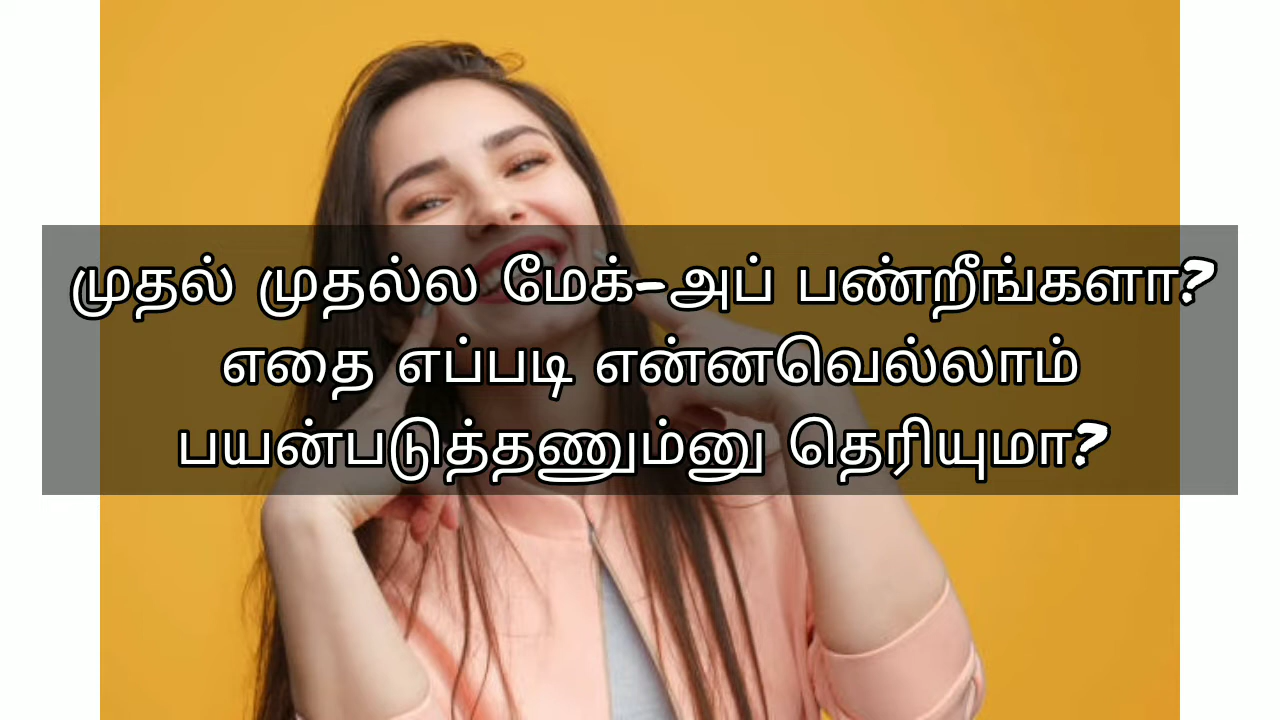 முதல் முதல்ல மேக்-அப் பண்றீங்களா?
எதை எப்படி என்னவெல்லாம்
பயன்படுத்தணும்னு தெரியுமா?